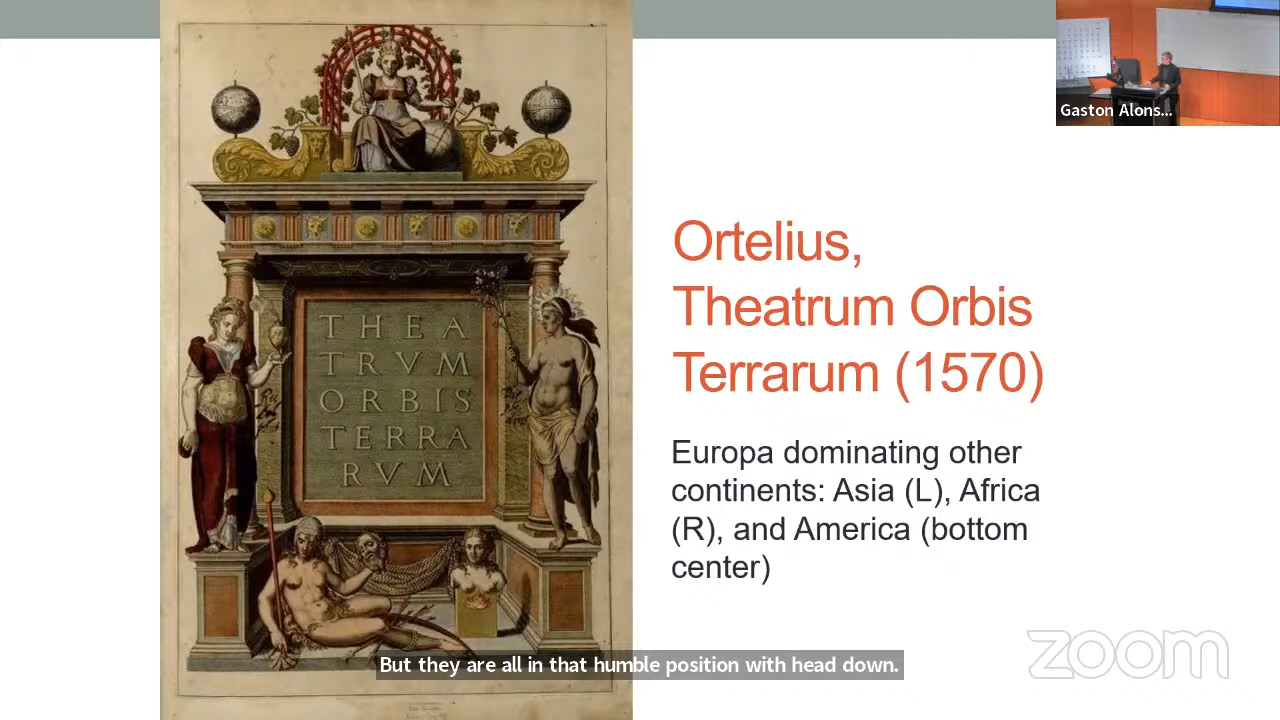 Gaston Alons...
Ortelius,
Theatrum Orbis
Terrarum (1570)
THEA
TRVM
ORBIS
TERRA
RVM
Europa dominating other
continents: Asia (L), Africa
(R), and America (bottom
center)
zoom
But they are all in that humble position with head down.